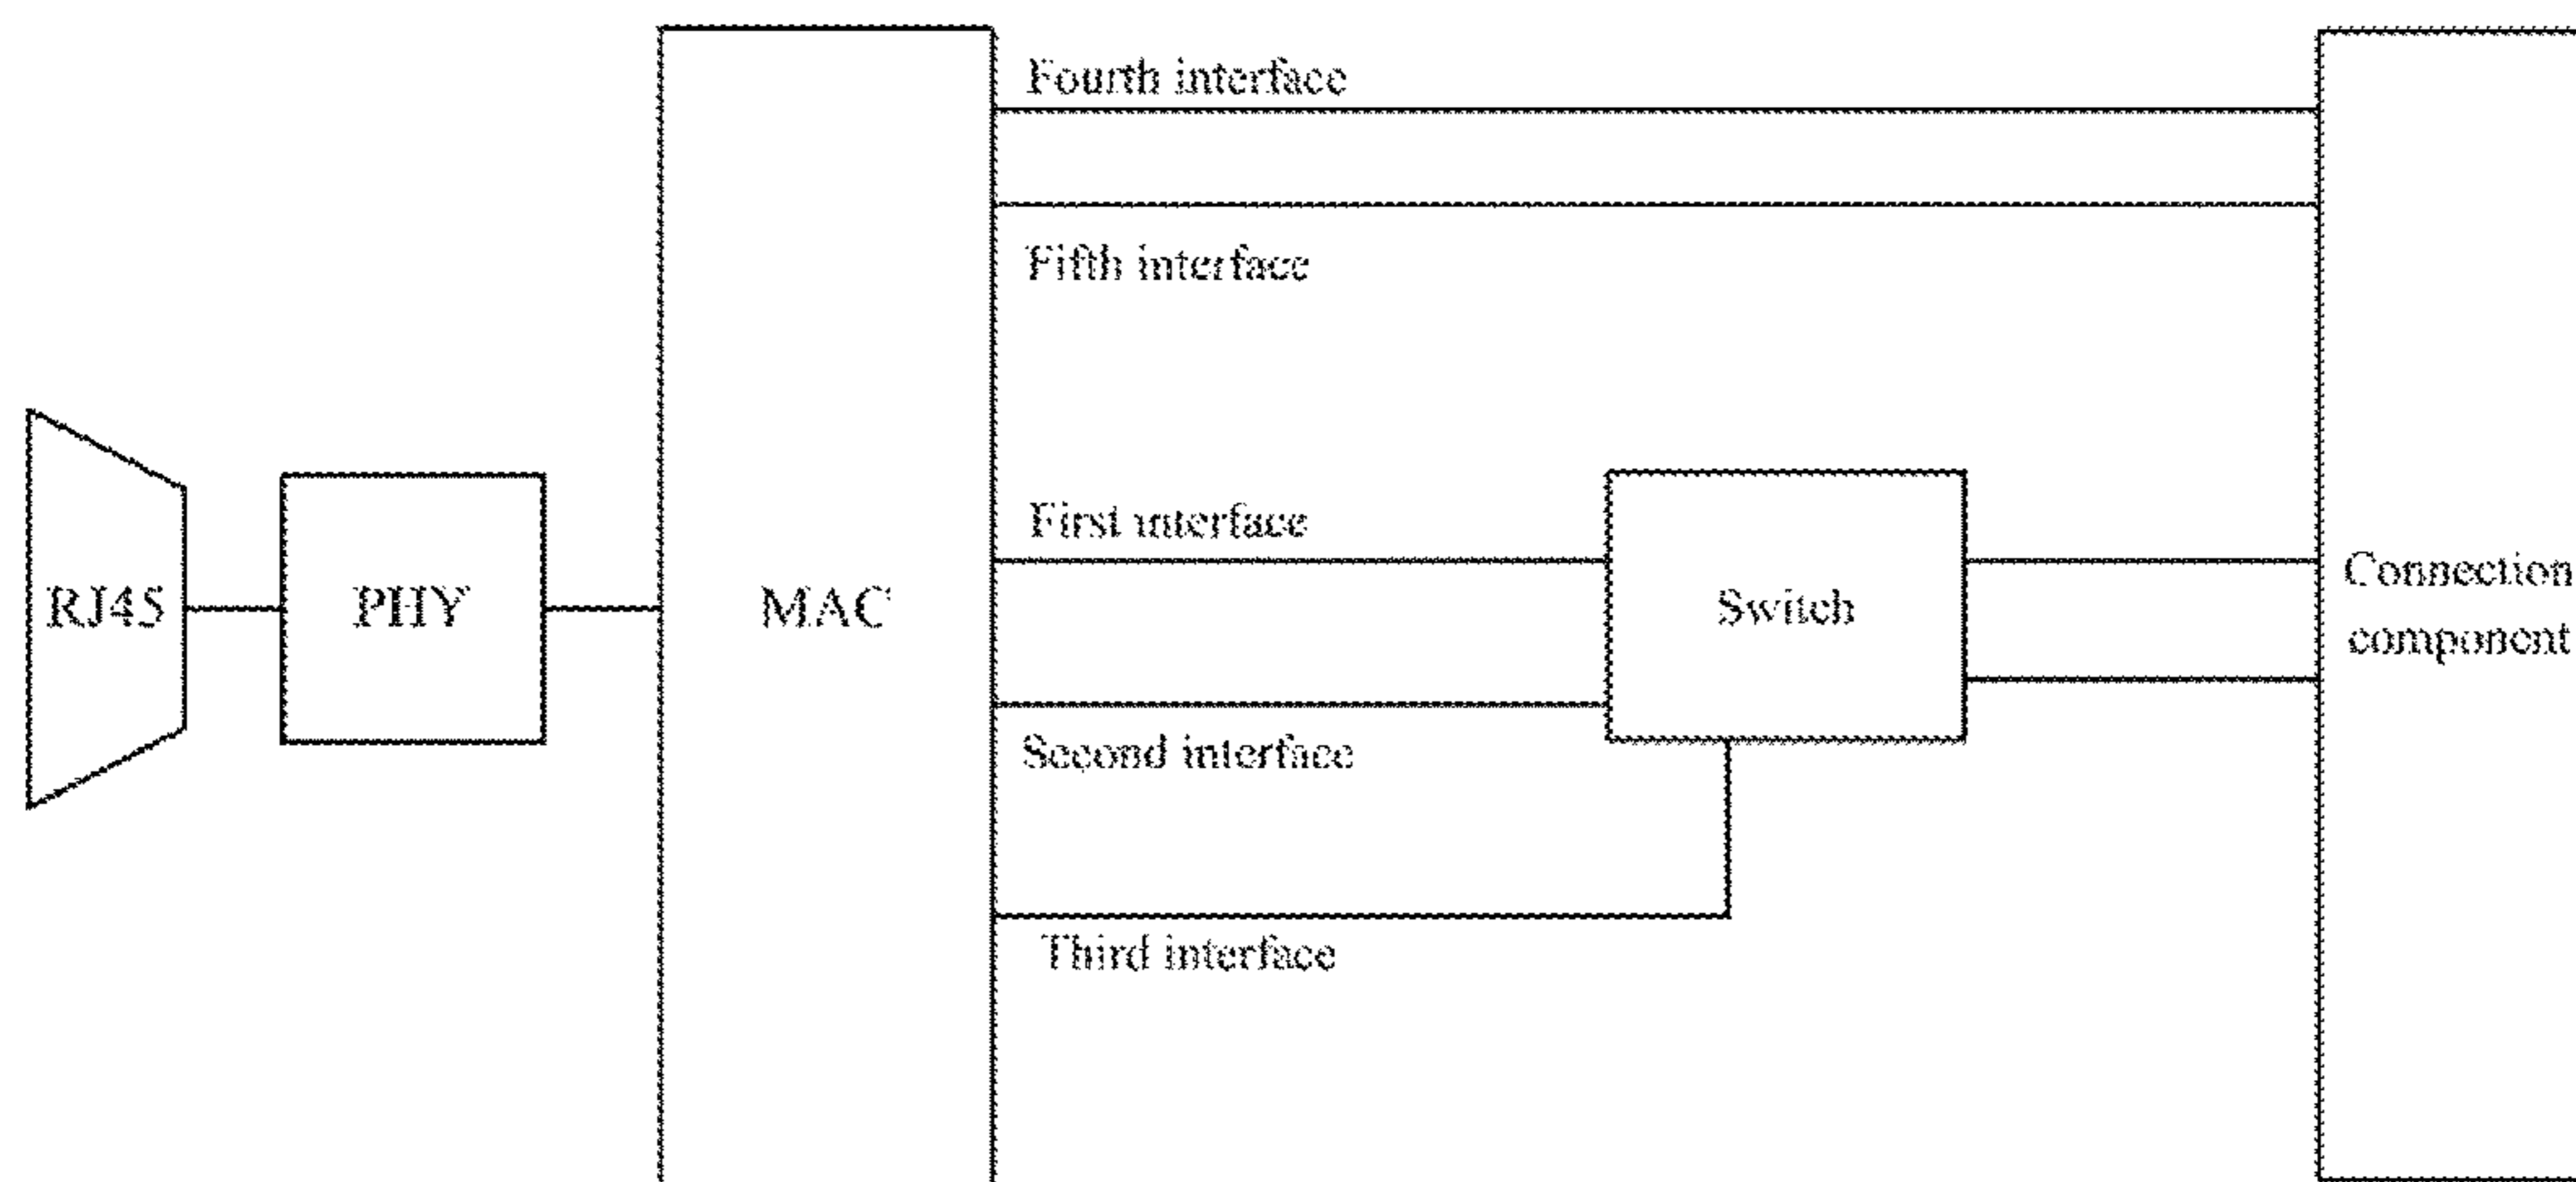 Fourth interface
Fifth interface
First interface
RJ45
PHY
MAC
Switch
Connection
component
Second interface
Third interface